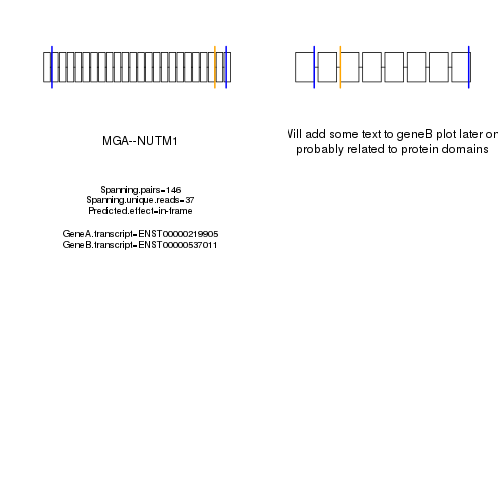 MGA--NUTM1
Spanning.pairs=146
Spanning.unique.reads=37
Predicted.effect=in-frame
GeneA.transcript=ENST00000219905
GeneB.transcript=ENST00000537011
Will add some text to geneB plot later on
probably related to protein domains